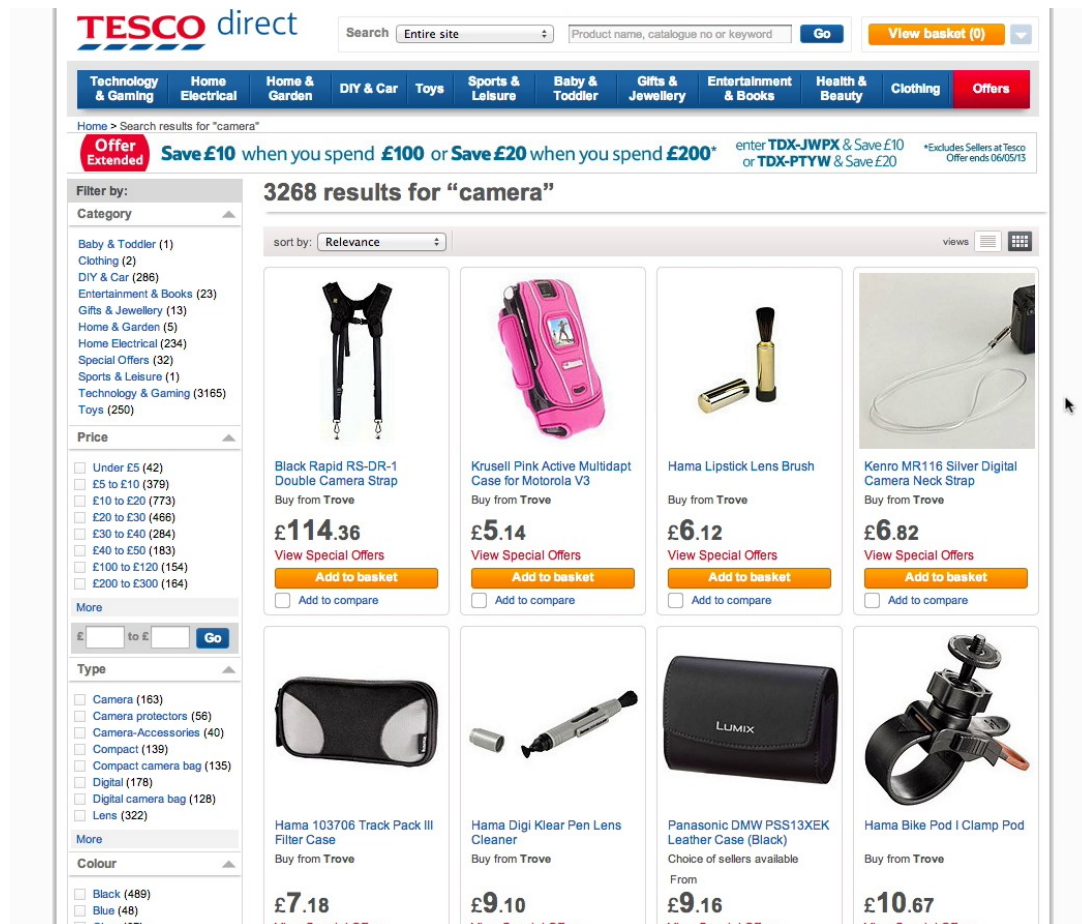 TESCO direct
Search Entire site Product name, catalogue no or keyword Go View basket (0)
Technology & Gaming
Home Electrical
Home & Garden
DIY & Car
Toys
Sports & Leisure
Baby & Toddler
Gifts & Jewellery
Entertainment & Books
Health & Beauty
Clothing
Offers
Home > Search results for "camera"
Offer Extended
Save £10 when you spend £100 or Save £20 when you spend £200*
enter TDX-JWPX & Save £10
or TDX-PTYW & Save £20
*Excludes Sellers at Tesco
Offer ends 06/05/13
Filter by:
Category
Baby & Toddler (1)
Clothing (2)
DIY & Car (286)
Entertainment & Books (23)
Gifts & Jewellery (13)
Home & Garden (5)
Home Electrical (234)
Special Offers (32)
Sports & Leisure (1)
Technology & Gaming (3165)
Toys (250)
Price
Under £5 (42)
£5 to £10 (379)
£10 to £20 (773)
£20 to £30 (466)
£30 to £40 (284)
£40 to £50 (183)
£100 to £120 (154)
£200 to £300 (164)
More
£ to £ Go
Type
Camera (163)
Camera protectors (56)
Camera-Accessories (40)
Compact (139)
Compact camera bag (135)
Digital (178)
Digital camera bag (128)
Lens (322)
More
Colour
Black (489)
Blue (48)
3268 results for “camera”
sort by: Relevance
views
Black Rapid RS-DR-1
Double Camera Strap
Buy from Trove
£114.36
View Special Offers
Add to basket
Add to compare
Krusell Pink Active Multidapt
Case for Motorola V3
Buy from Trove
£5.14
View Special Offers
Add to basket
Add to compare
Hama Lipstick Lens Brush
Buy from Trove
£6.12
View Special Offers
Add to basket
Add to compare
Kenro MR116 Silver Digital
Camera Neck Strap
Buy from Trove
£6.82
View Special Offers
Add to basket
Add to compare
Hama 103706 Track Pack III
Filter Case
Buy from Trove
£7.18
Hama Digi Klear Pen Lens
Cleaner
Buy from Trove
£9.10
LUMIX
Panasonic DMW PSS13XEK
Leather Case (Black)
Choice of sellers available
From
£9.16
Hama Bike Pod I Clamp Pod
Buy from Trove
£10.67